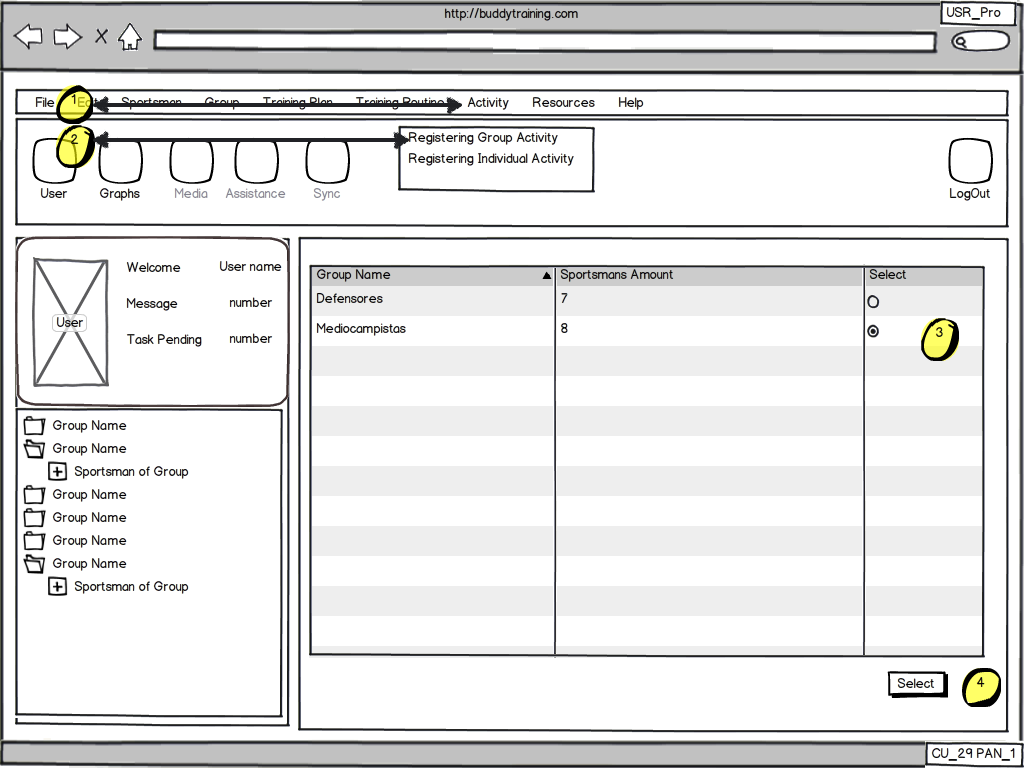 http://buddytraining.com
USR_Pro
File 1 Edit Sportsman Group Training Plan Training Routine Activity Resources Help
2
Registering Group Activity
Registering Individual Activity
User Graphs Media Assistance Sync LogOut
Welcome User name
Message number
User
Task Pending number
Group Name
Group Name
Sportsman of Group
Group Name
Group Name
Group Name
Group Name
Sportsman of Group
Group Name Sportsmans Amount Select
Defensores 7
Mediocampistas 8
3
Select 4
CU_29 PAN_1